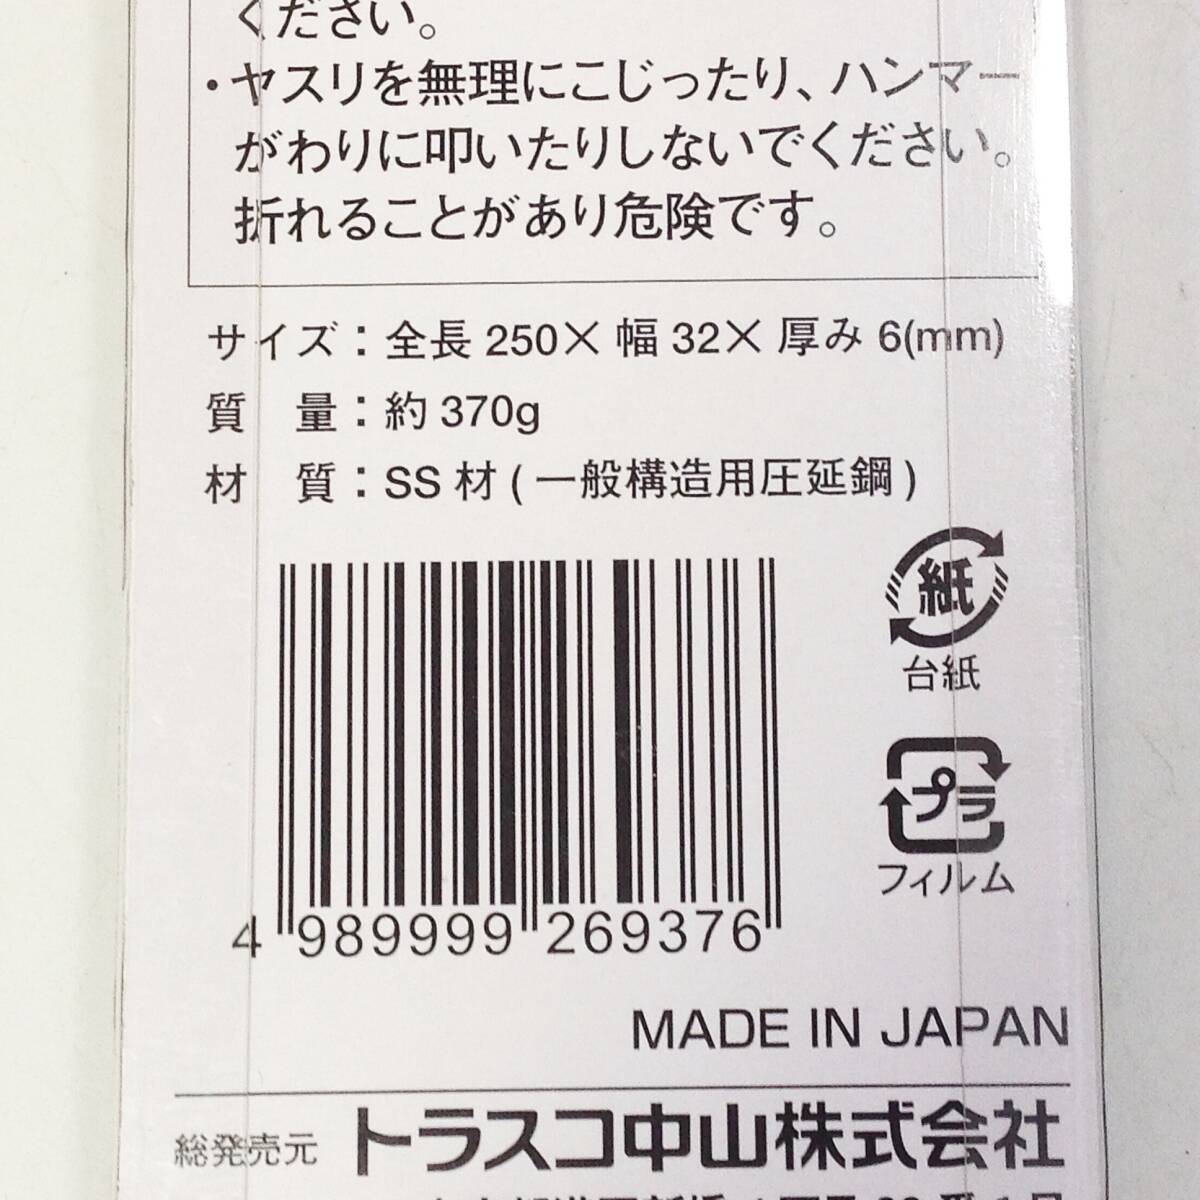 ください。
・ヤスリを無理にこじったり、ハンマー
がわりに叩いたりしないでください。
折れることがあり危険です。
サイズ：全長 250× 幅 32× 厚み 6(mm)
質　量：約 370g
材　質：SS 材 ( 一般構造用圧延鋼 )
紙
台紙
プラ
フィルム
4 989999 269376
MADE IN JAPAN
総発売元 トラスコ中山株式会社